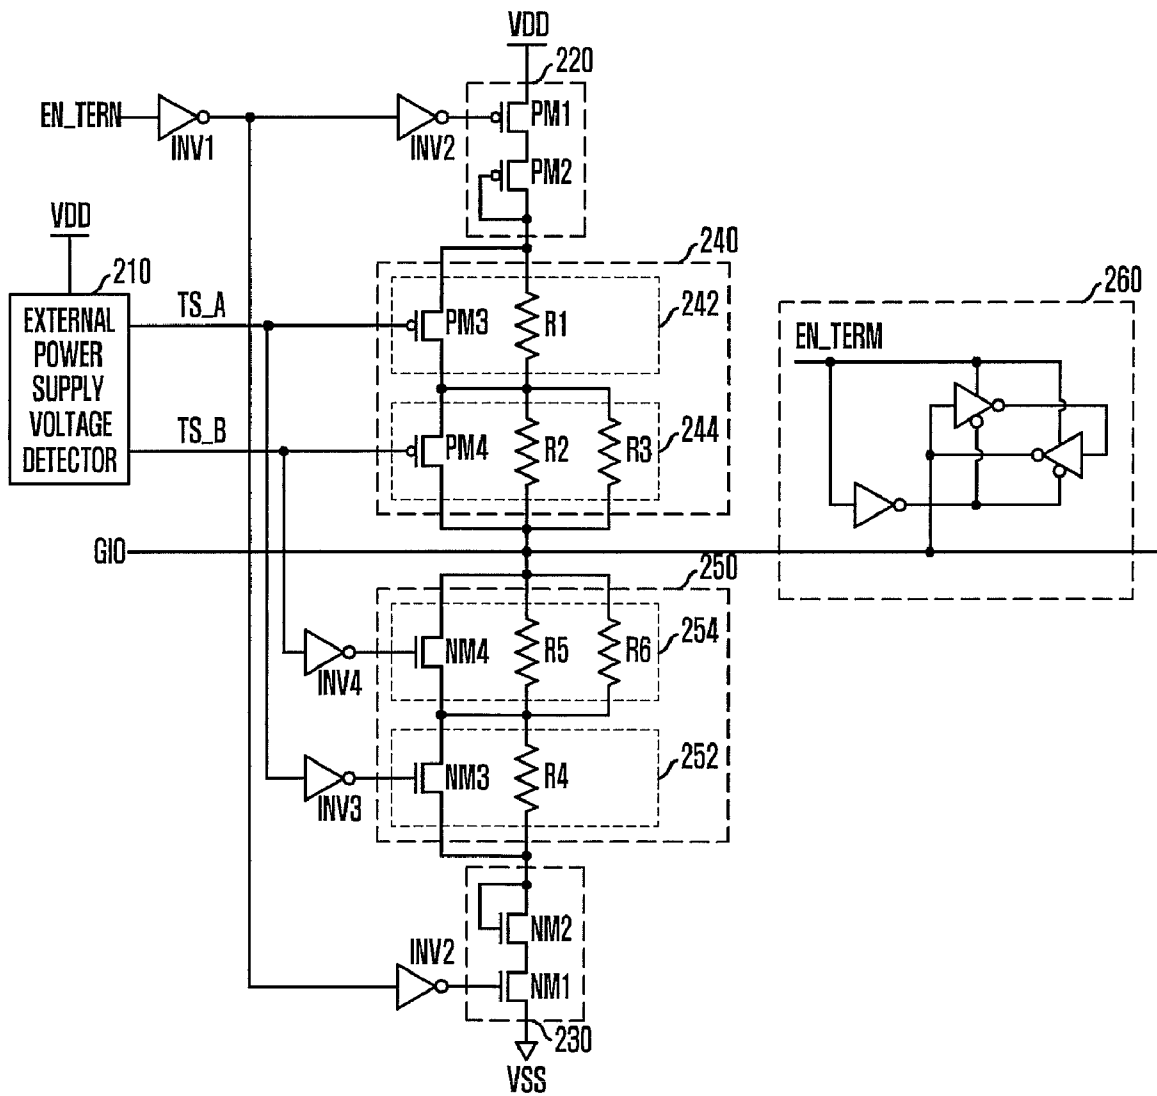 VDD
220
EN_TERN
INV1
INV2
PM1
PM2
VDD
210
240
EXTERNAL
POWER
SUPPLY
VOLTAGE
DETECTOR
TS_A
TS_B
PM3
R1
242
PM4
R2
R3
244
260
EN_TERM
GIO
250
NM4
R5
R6
254
INV4
NM3
R4
252
INV3
INV2
NM2
NM1
230
VSS